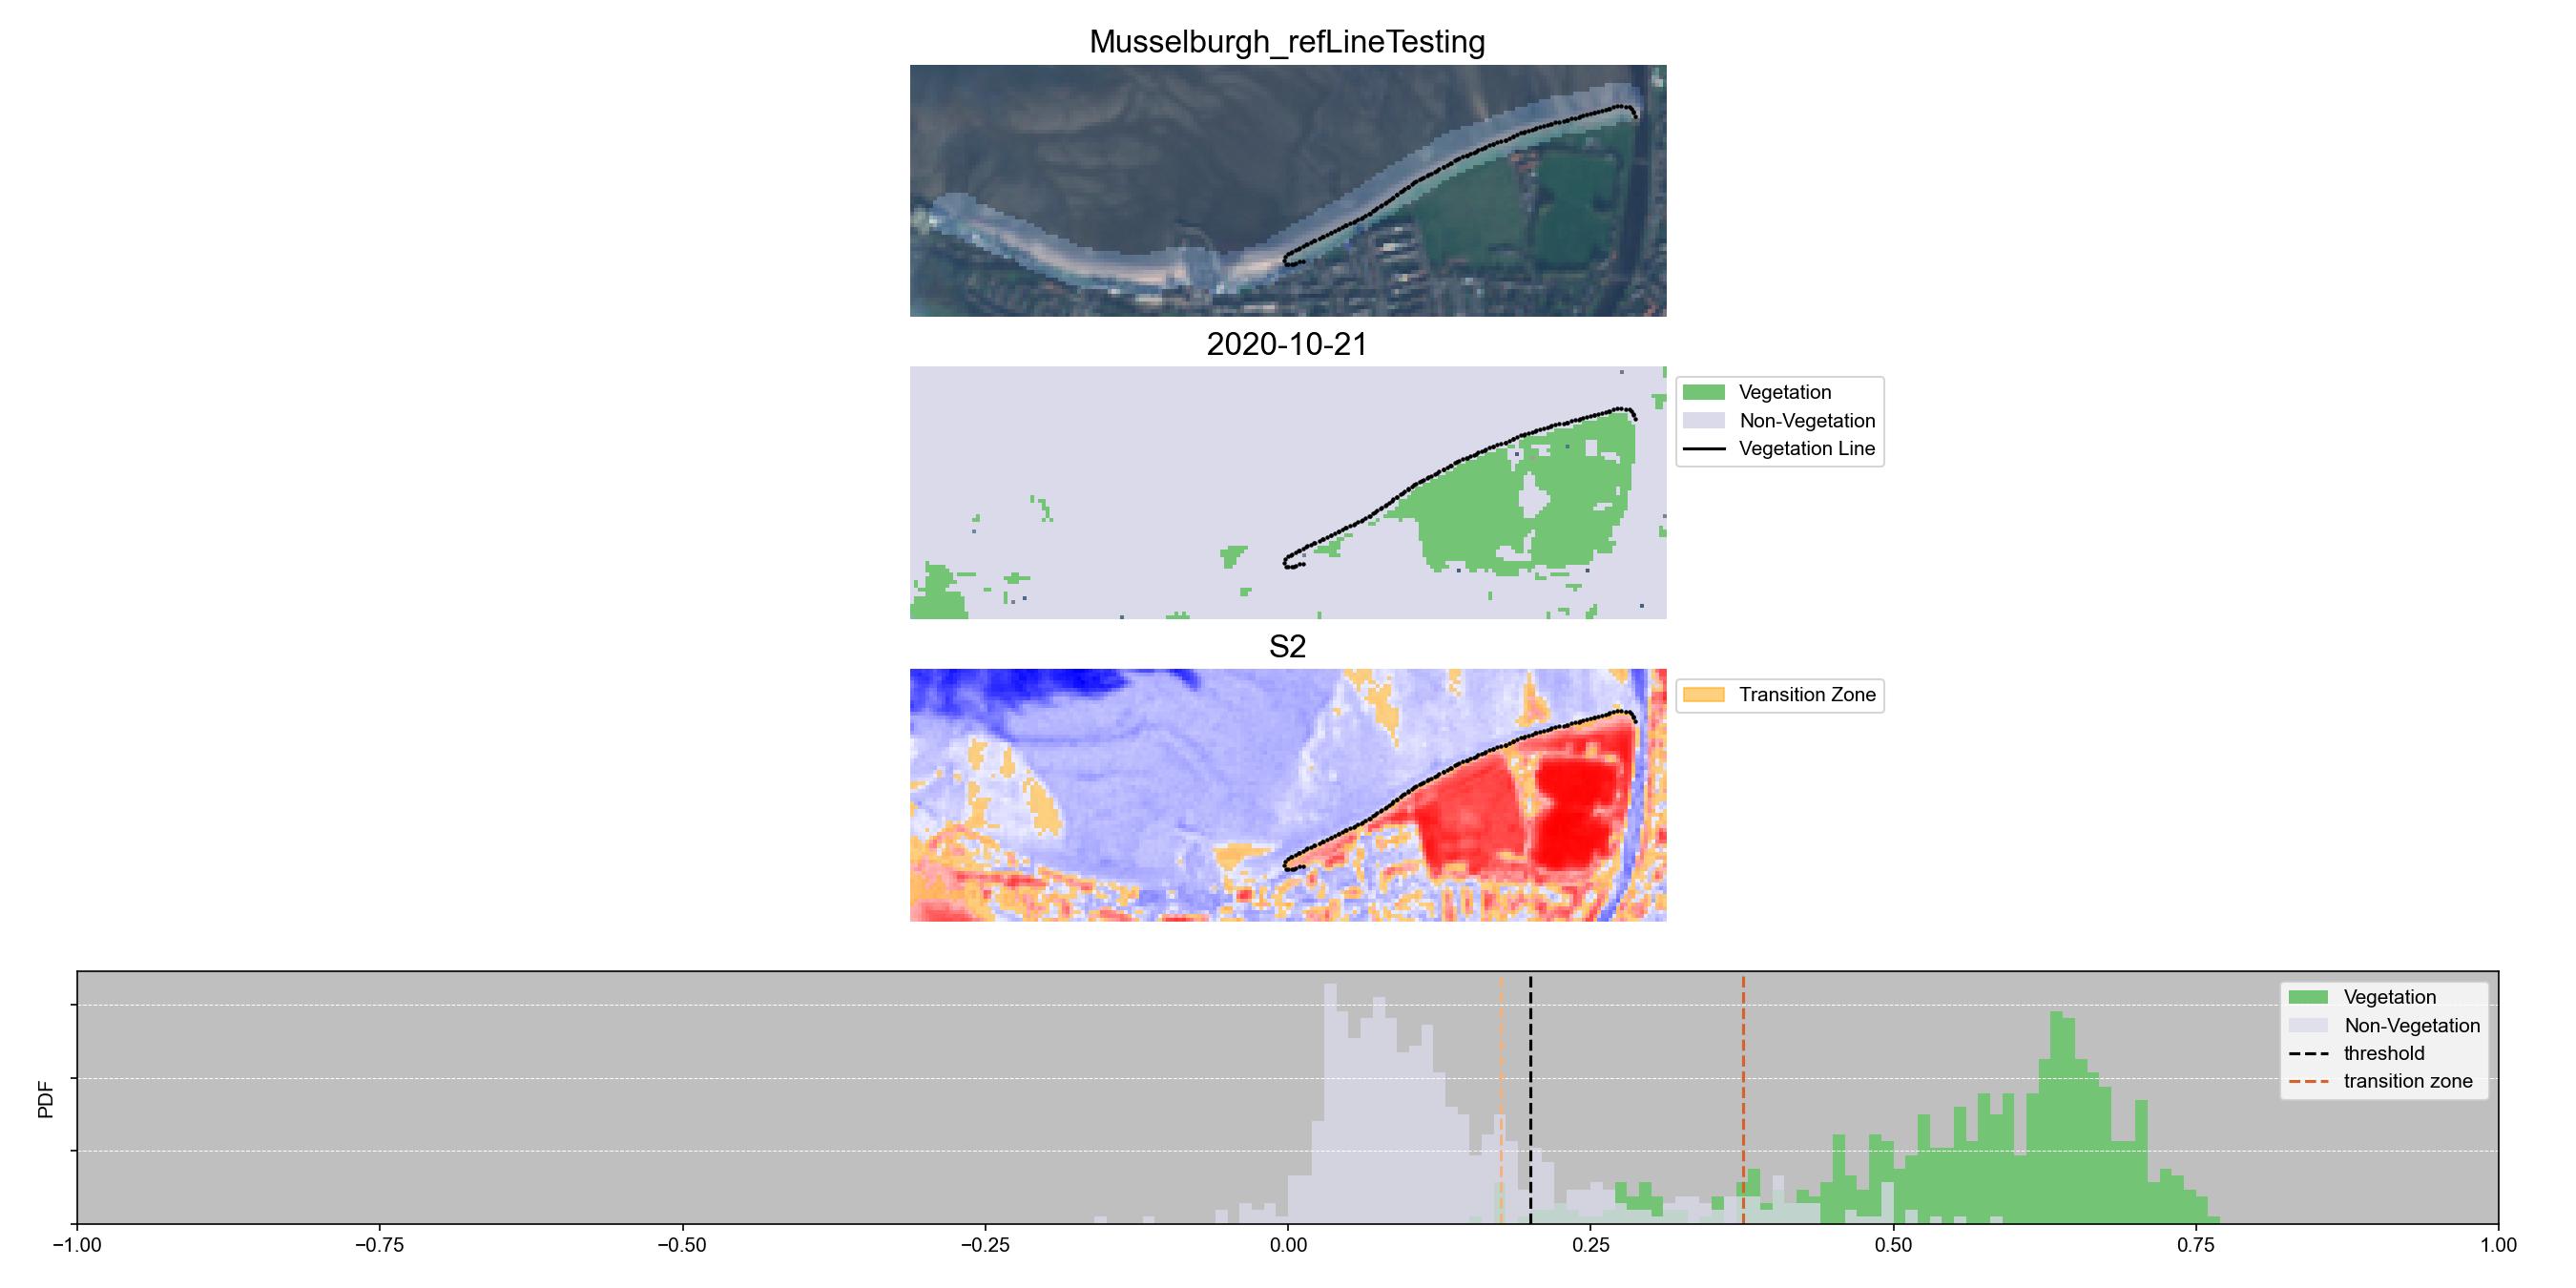 Musselburgh_refLineTesting
2020-10-21
Vegetation
Non-Vegetation
Vegetation Line
S2
Transition Zone
PDF
Vegetation
Non-Vegetation
threshold
transition zone
−1.00 −0.75 −0.50 −0.25 0.00 0.25 0.50 0.75 1.00